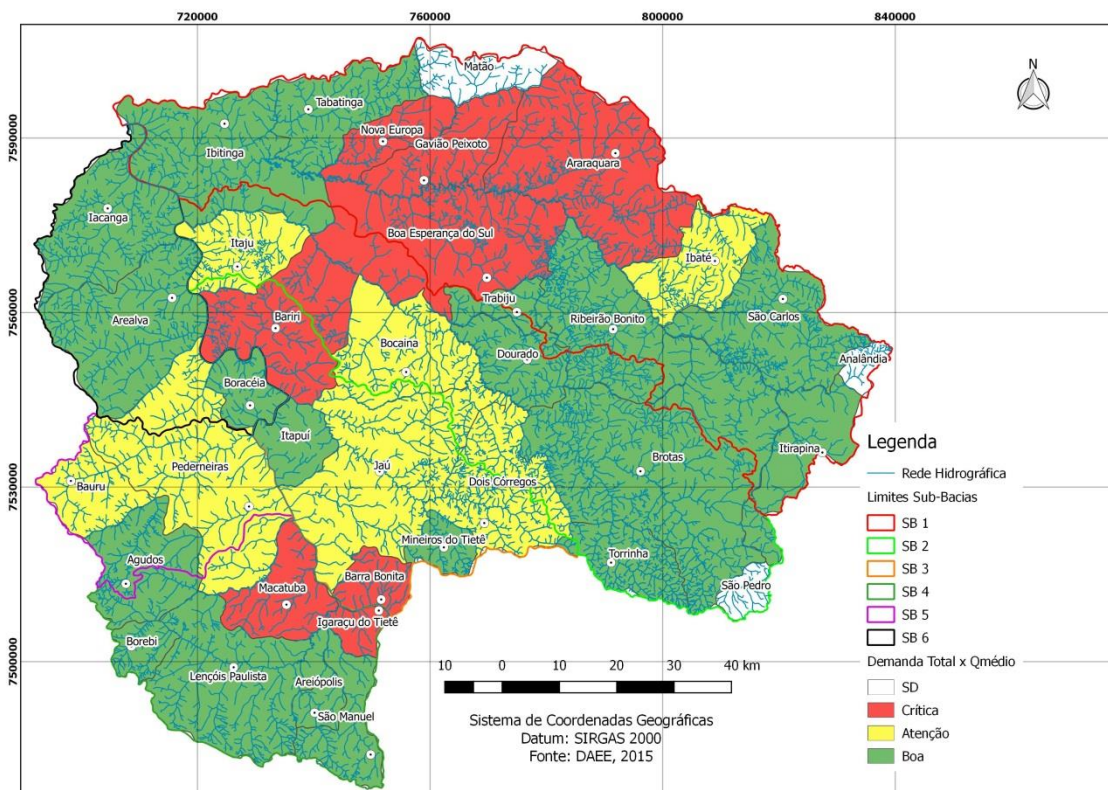 720000
760000
800000
840000
7590000
7560000
7530000
7500000
N
Matão
Tabatinga
Nova Europa
Gavião Peixoto
Ibitinga
Araraquara
Iacanga
Boa Esperança do Sul
Itaju
Ibaté
Trabiju
São Carlos
Arealva
Bariri
Ribeirão Bonito
Bocaina
Dourado
Analândia
Boracéia
Itapuí
Itirapina
Pederneiras
Jaú
Brotas
Bauru
Dois Córregos
Mineiros do Tietê
Agudos
Torrinha
Barra Bonita
São Pedro
Macatuba
Igaraçu do Tietê
Borebi
Lençóis Paulista
Areiópolis
São Manuel
Legenda
Rede Hidrográfica
Limites Sub-Bacias
SB 1
SB 2
SB 3
SB 4
SB 5
SB 6
Demanda Total x Qmédio
SD
Crítica
Atenção
Boa
10 0 10 20 30 40 km
Sistema de Coordenadas Geográficas
Datum: SIRGAS 2000
Fonte: DAEE, 2015